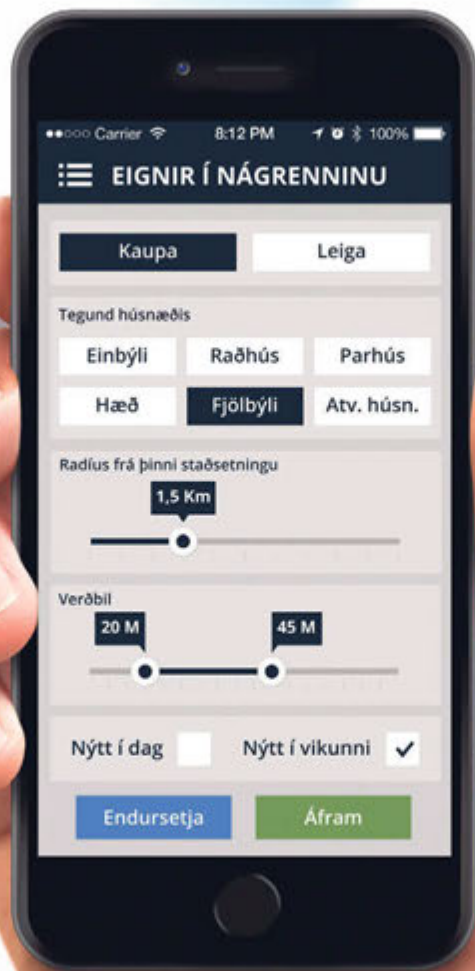 Carrier 8:12 PM 100%
EIGNIR Í NÁGRENNINU
Kaupa Leiga
Tegund húsnæðis
Einbýli Raðhús Parhús
Hæð Fjölbýli Atv. húsn.
Radíus frá þinni staðsetningu
1,5 Km
Verðbil
20 M 45 M
Nýtt í dag Nýtt í vikunni
Endursetja Áfram